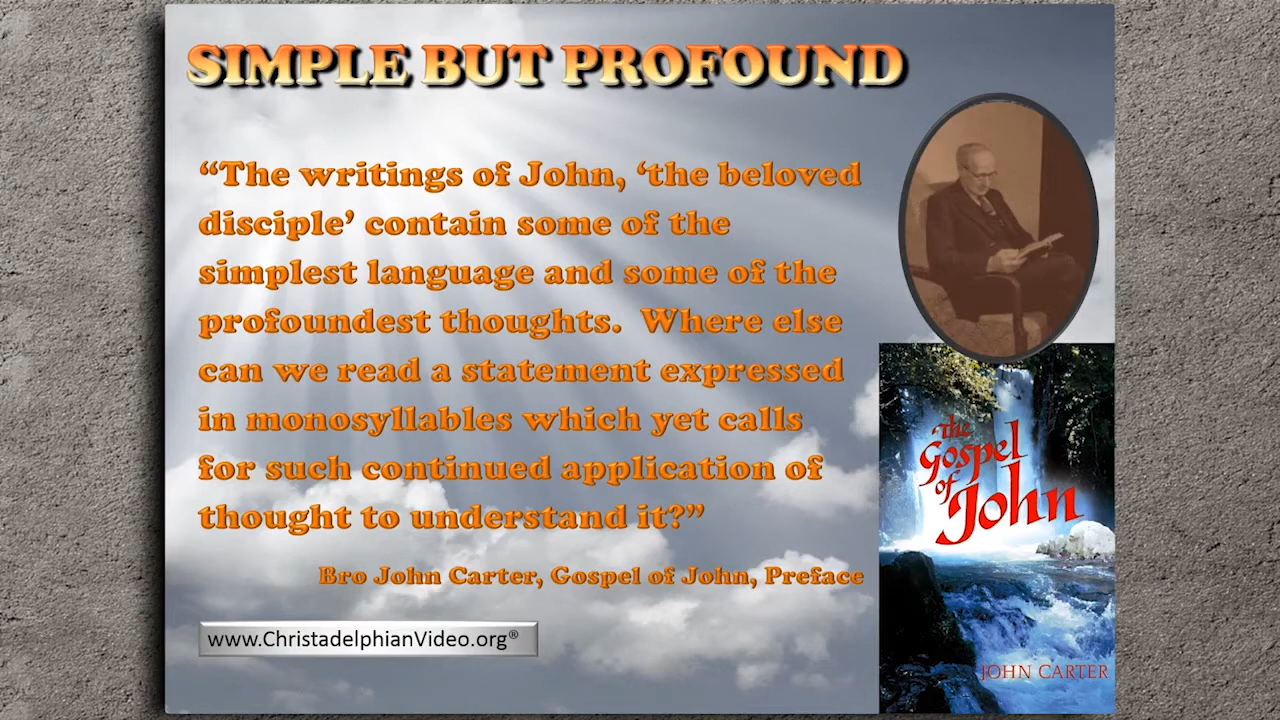 SIMPLE BUT PROFOUND
“The writings of John, ‘the beloved
disciple’ contain some of the
simplest language and some of the
profoundest thoughts.  Where else
can we read a statement expressed
in monosyllables which yet calls
for such continued application of
thought to understand it?”
Bro John Carter, Gospel of John, Preface
www.ChristadelphianVideo.org®
the
Gospel
of
John
JOHN CARTER